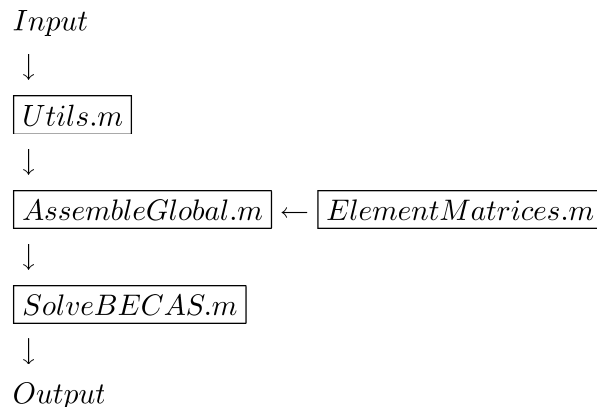 Input
↓
Utils.m
↓
AssembleGlobal.m ← ElementMatrices.m
↓
SolveBECAS.m
↓
Output